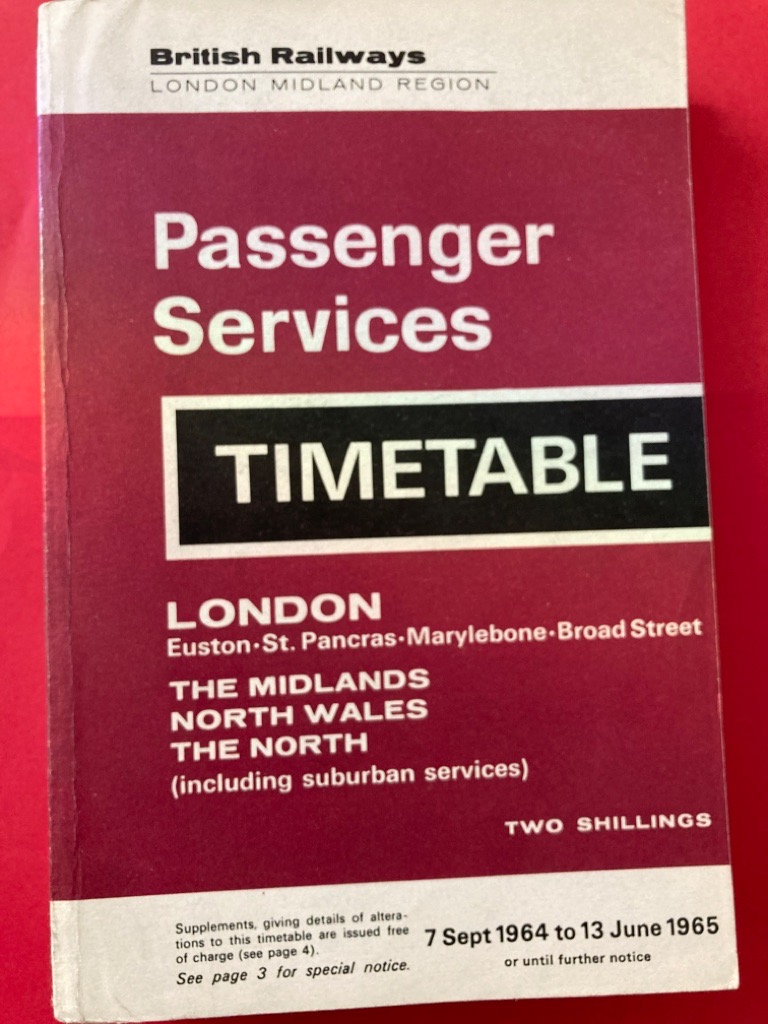 British Railways
LONDON MIDLAND REGION
Passenger
Services
TIMETABLE
LONDON
Euston·St. Pancras·Marylebone·Broad Street
THE MIDLANDS
NORTH WALES
THE NORTH
(including suburban services)
TWO SHILLINGS
Supplements, giving details of altera-
tions to this timetable are issued free
of charge (see page 4).
See page 3 for special notice.
7 Sept 1964 to 13 June 1965
or until further notice